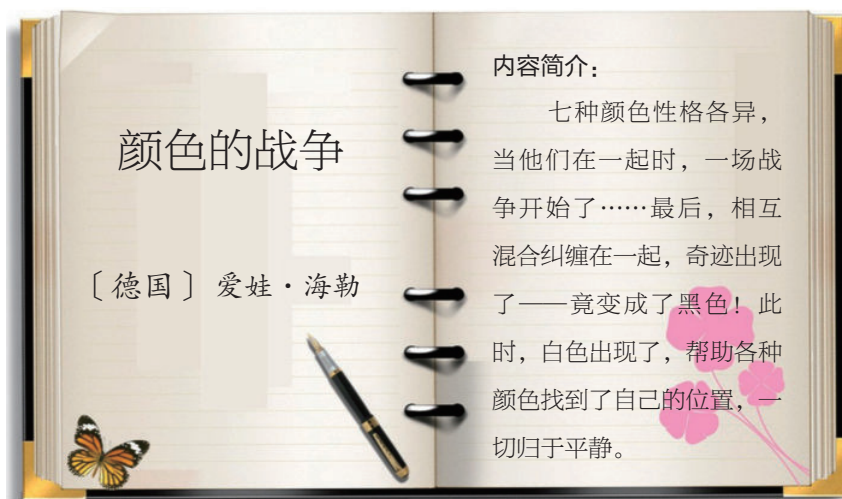 颜色的战争
〔德国〕爱娃·海勒
内容简介：
七种颜色性格各异，
当他们在一起时，一场战
争开始了……最后，相互
混合纠缠在一起，奇迹出现
了——竟变成了黑色！此
时，白色出现了，帮助各种
颜色找到了自己的位置，一
切归于平静。